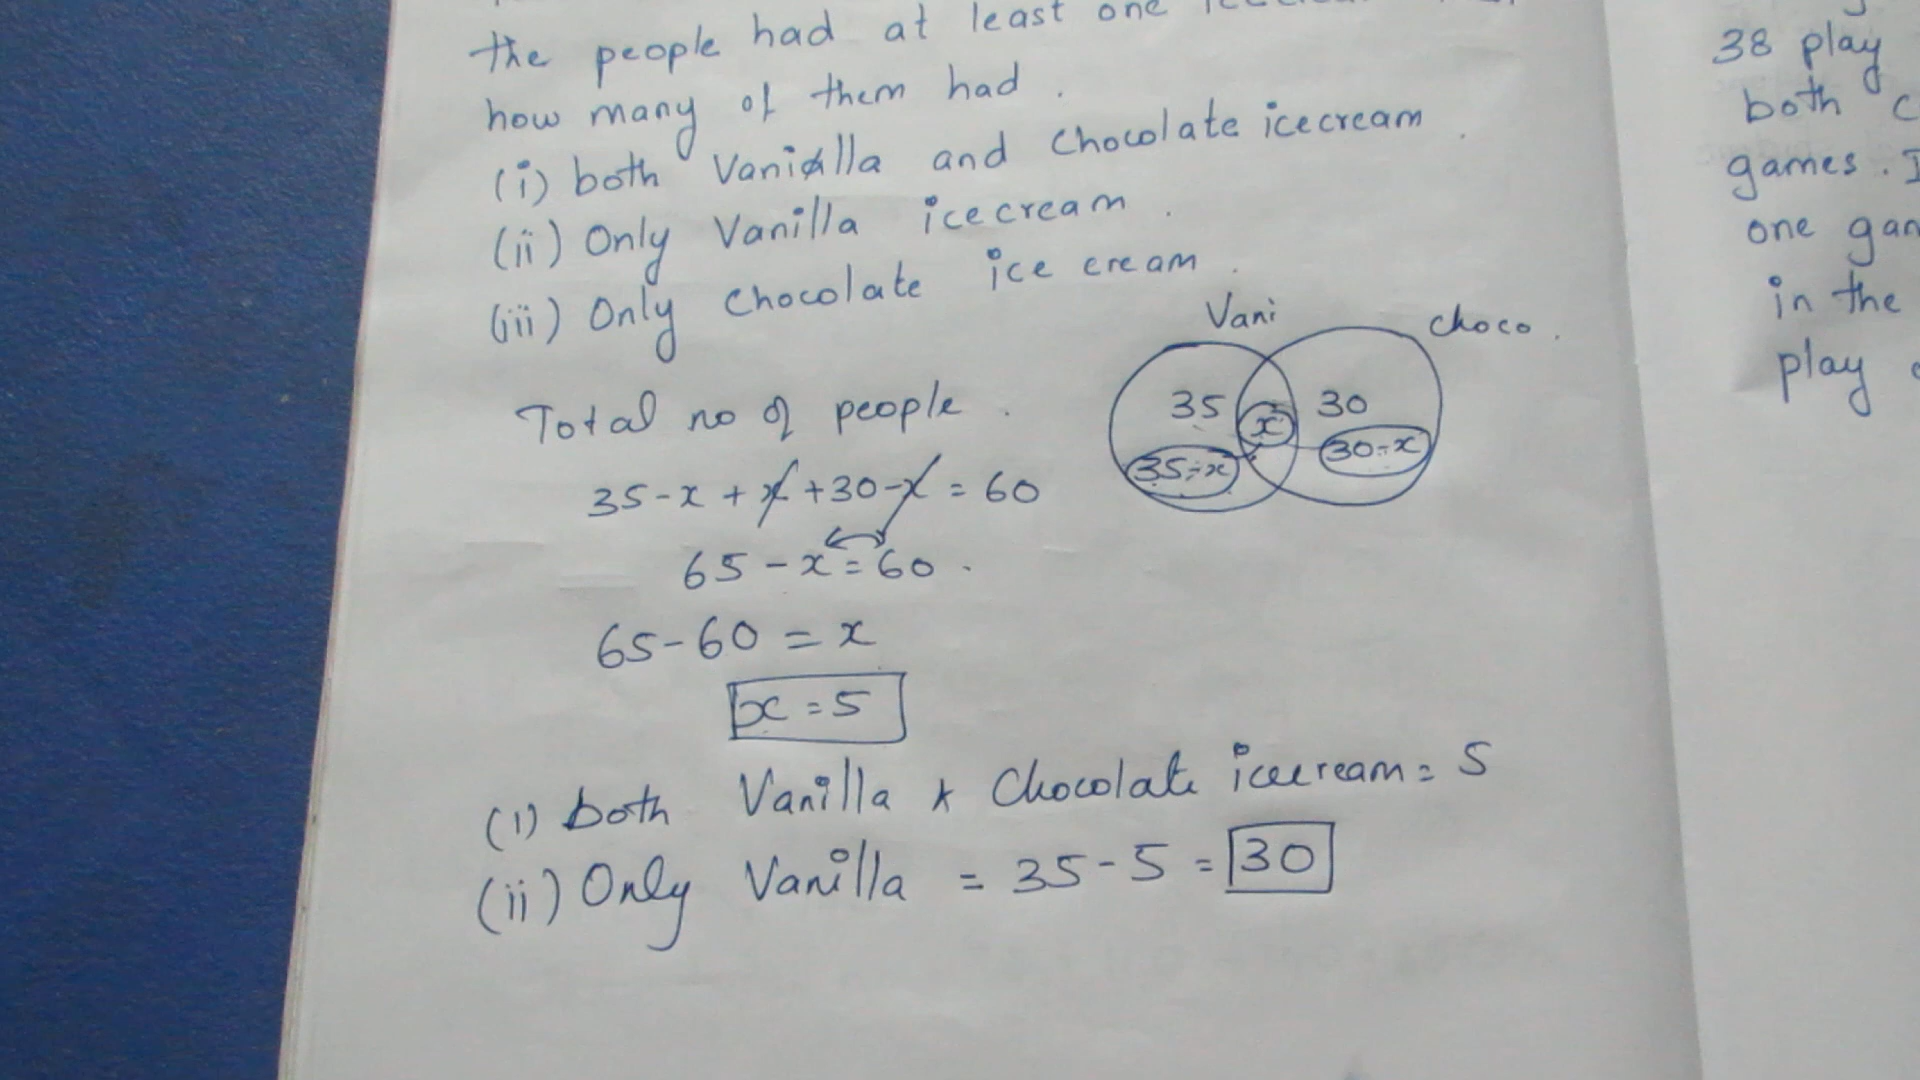 the people had at least one
how many of them had .
(i) both Vanialla and Chocolate icecream .
(ii) Only Vanilla icecream .
(iii) Only Chocolate ice cream .
Vani choco .
35 x 30
35-x 30-x
Total no of people .
35-x + x + 30-x = 60
65 - x = 60 .
65-60 = x
x = 5
(i) both Vanilla & Chocolate icecream = 5
(ii) Only Vanilla = 35-5 = 30
38 play
both
games.
one
in the
play